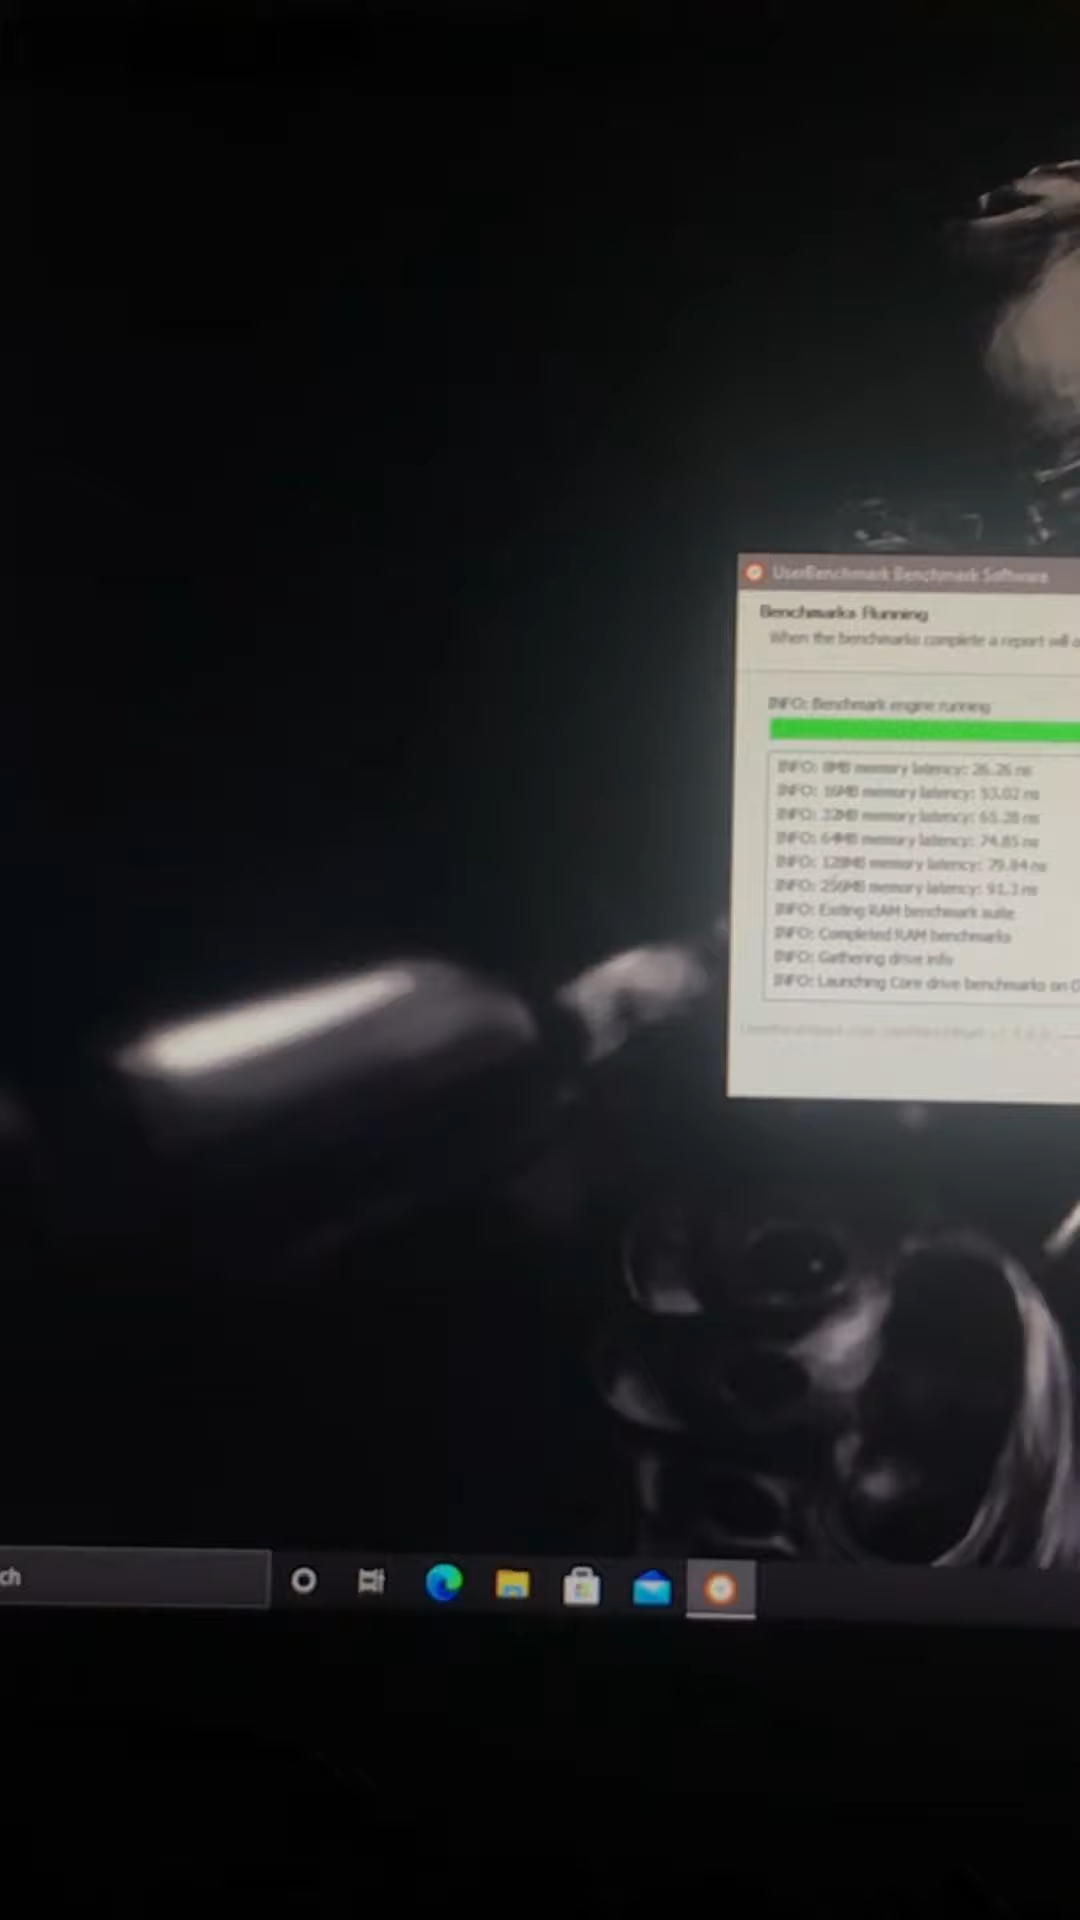 UserBenchmark Benchmark Software
Benchmarks Running
When the benchmarks complete a report will
INFO: Benchmark engine running
INFO: 8MB memory latency: 26.26 ns
INFO: 16MB memory latency: 53.02 ns
INFO: 32MB memory latency: 65.28 ns
INFO: 64MB memory latency: 74.85 ns
INFO: 128MB memory latency: 79.84 ns
INFO: 256MB memory latency: 91.3 ns
INFO: Exiting RAM benchmark suite
INFO: Completed RAM benchmarks
INFO: Gathering drive info
INFO: Launching Core drive benchmarks on
ch